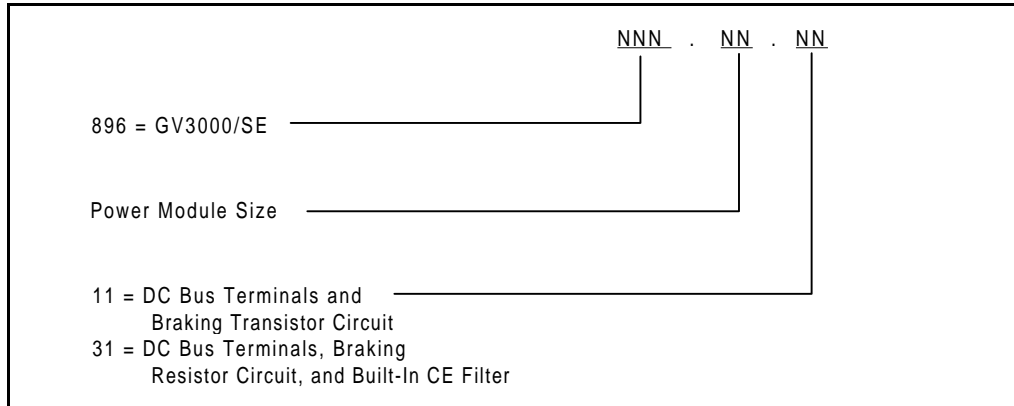 NNN . NN . NN
896 = GV3000/SE
Power Module Size
11 = DC Bus Terminals and
Braking Transistor Circuit
31 = DC Bus Terminals, Braking
Resistor Circuit, and Built-In CE Filter